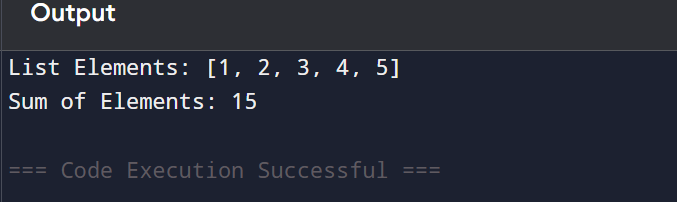 Output
List Elements: [1, 2, 3, 4, 5]
Sum of Elements: 15
=== Code Execution Successful ===